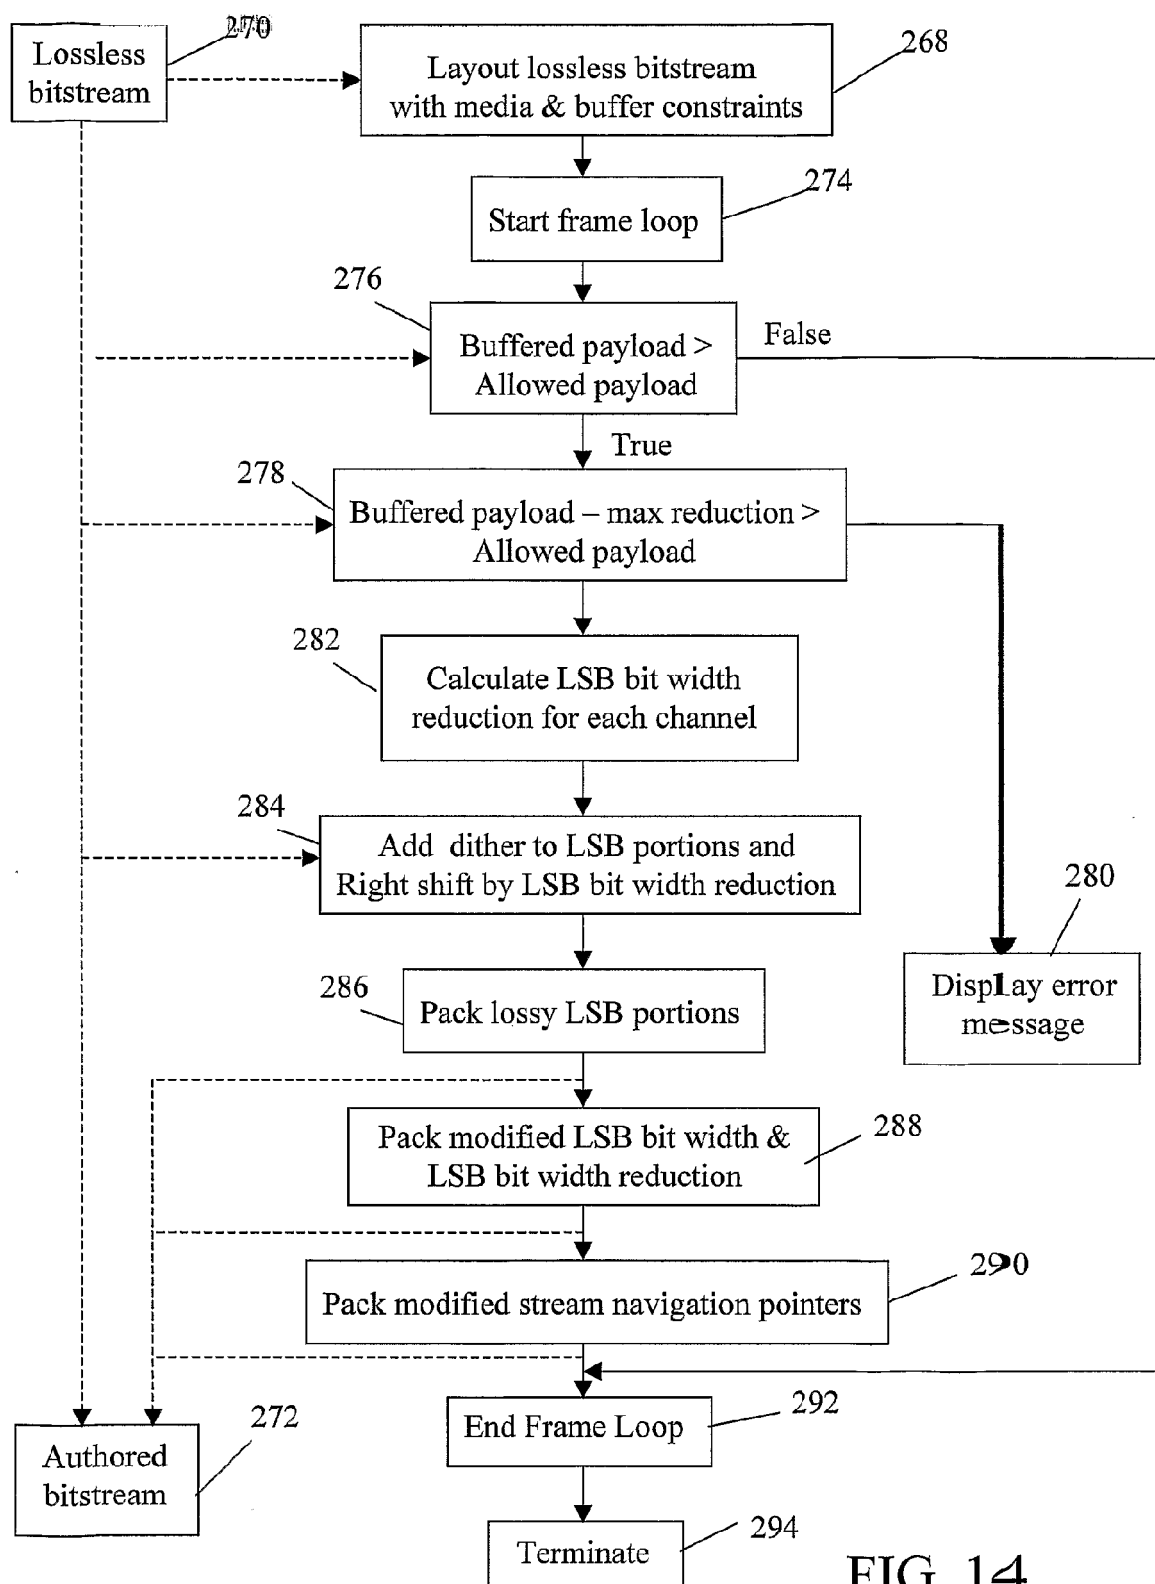 270
Lossless
bitstream
268
Layout lossless bitstream
with media & buffer constraints
274
Start frame loop
276
Buffered payload >
Allowed payload
False
True
278
Buffered payload – max reduction >
Allowed payload
282
Calculate LSB bit width
reduction for each channel
284
Add dither to LSB portions and
Right shift by LSB bit width reduction
280
Display error
message
286
Pack lossy LSB portions
288
Pack modified LSB bit width &
LSB bit width reduction
290
Pack modified stream navigation pointers
292
End Frame Loop
272
Authored
bitstream
294
Terminate
FIG. 14